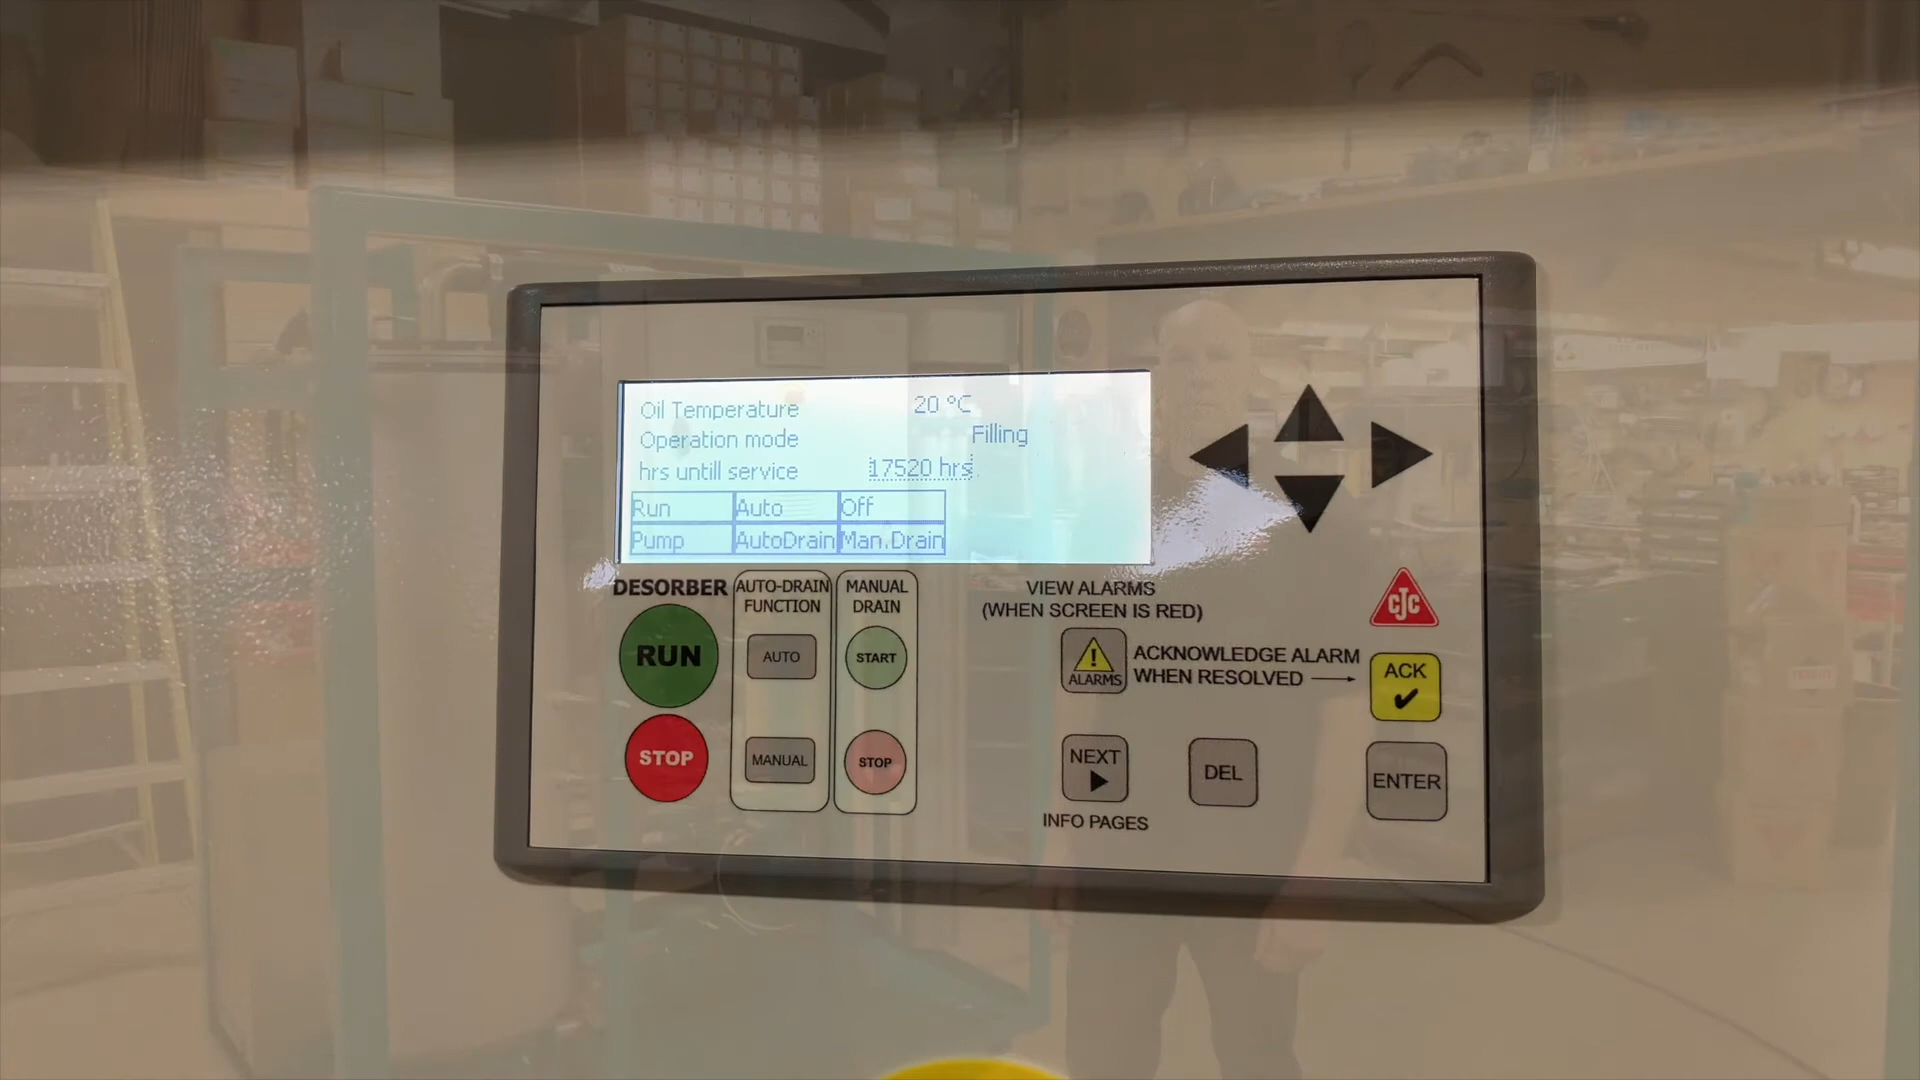 Oil Temperature 20 °C
Operation mode Filling
hrs untill service 17520 hrs
Run Auto Off
Pump AutoDrain Man.Drain
DESORBER
RUN
STOP
AUTO-DRAIN
FUNCTION
AUTO
MANUAL
MANUAL
DRAIN
START
STOP
VIEW ALARMS
(WHEN SCREEN IS RED)
!
ALARMS
ACKNOWLEDGE ALARM
WHEN RESOLVED
CJC
ACK
NEXT
INFO PAGES
DEL
ENTER